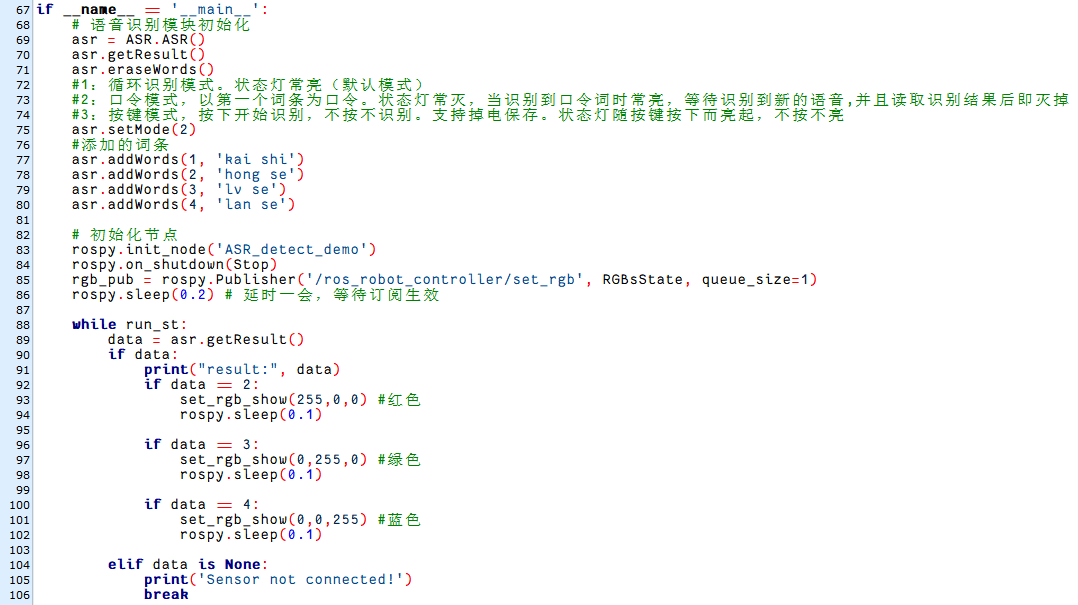 67 if __name__ == '__main__':
68     # 语音识别模块初始化
69     asr = ASR.ASR()
70     asr.getResult()
71     asr.eraseWords()
72     #1：循环识别模式。状态灯常亮（默认模式）
73     #2：口令模式，以第一个词条为口令。状态灯常灭，当识别到口令词时常亮，等待识别到新的语音,并且读取识别结果后即灭掉
74     #3：按键模式，按下开始识别，不按不识别。支持掉电保存。状态灯随按键按下而亮起，不按不亮
75     asr.setMode(2)
76     #添加的词条
77     asr.addWords(1, 'kai shi')
78     asr.addWords(2, 'hong se')
79     asr.addWords(3, 'lv se')
80     asr.addWords(4, 'lan se')
81
82     # 初始化节点
83     rospy.init_node('ASR_detect_demo')
84     rospy.on_shutdown(Stop)
85     rgb_pub = rospy.Publisher('/ros_robot_controller/set_rgb', RGBsState, queue_size=1)
86     rospy.sleep(0.2) # 延时一会，等待订阅生效
87
88     while run_st:
89         data = asr.getResult()
90         if data:
91             print("result:", data)
92             if data == 2:
93                 set_rgb_show(255,0,0) #红色
94                 rospy.sleep(0.1)
95
96             if data == 3:
97                 set_rgb_show(0,255,0) #绿色
98                 rospy.sleep(0.1)
99
100             if data == 4:
101                 set_rgb_show(0,0,255) #蓝色
102                 rospy.sleep(0.1)
103
104         elif data is None:
105             print('Sensor not connected!')
106             break